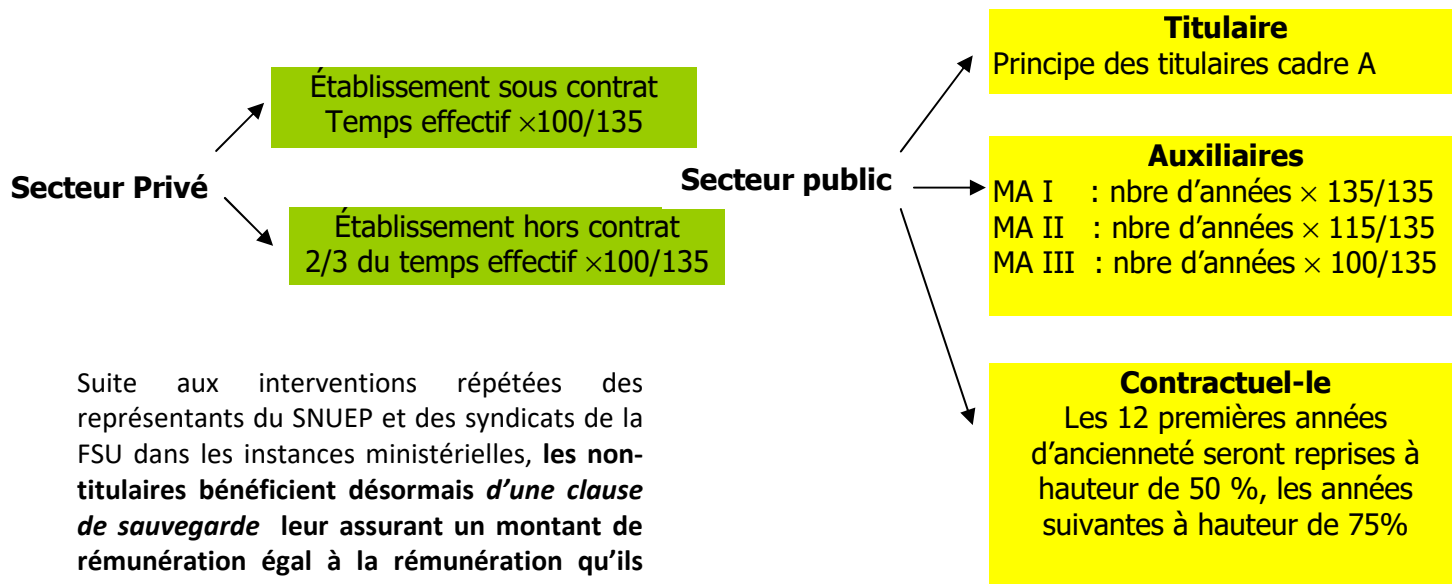 Secteur Privé
Établissement sous contrat
Temps effectif ×100/135
Établissement hors contrat
2/3 du temps effectif ×100/135
Suite aux interventions répétées des
représentants du SNUEP et des syndicats de la
FSU dans les instances ministérielles, les non-
titulaires bénéficient désormais d’une clause
de sauvegarde leur assurant un montant de
rémunération égal à la rémunération qu’ils
Secteur public
Titulaire
Principe des titulaires cadre A
Auxiliaires
MA I : nbre d’années × 135/135
MA II : nbre d’années × 115/135
MA III : nbre d’années × 100/135
Contractuel-le
Les 12 premières années
d’ancienneté seront reprises à
hauteur de 50 %, les années
suivantes à hauteur de 75%